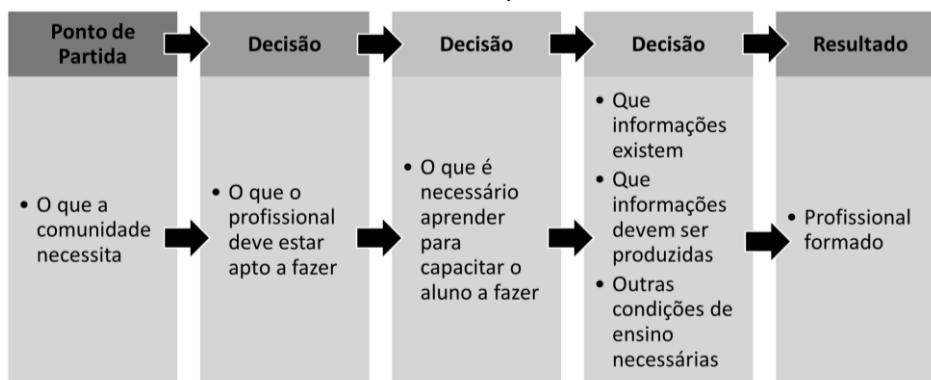 Ponto de
Partida
Decisão
Decisão
Decisão
Resultado
• O que a
comunidade
necessita
• O que o
profissional
deve estar
apto a fazer
• O que é
necessário
aprender
para
capacitar o
aluno a fazer
• Que
informações
existem
• Que
informações
devem ser
produzidas
• Outras
condições de
ensino
necessárias
• Profissional
formado